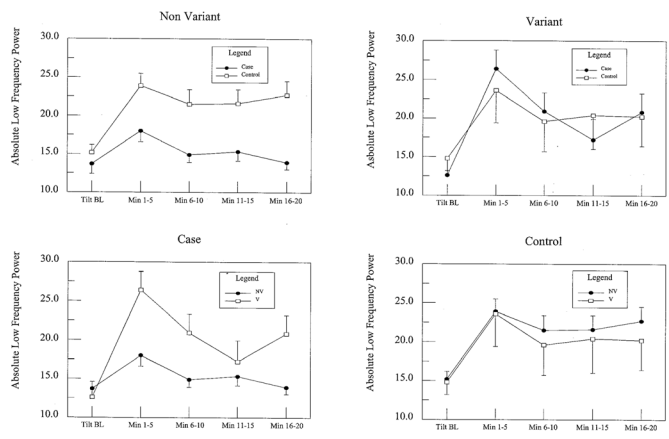 Non Variant
Absolute Low Frequency Power
30.0
25.0
20.0
15.0
10.0
Legend
Case
Control
Tilt BL
Min 1-5
Min 6-10
Min 11-15
Min 16-20
Variant
Asbolute Low Frequency Power
30.0
25.0
20.0
15.0
10.0
Legend
Case
Control
Tilt BL
Min 1-5
Min 6-10
Min 11-15
Min 16-20
Case
Absolute Low Frequency Power
30.0
25.0
20.0
15.0
10.0
Legend
NV
V
Tilt BL
Min 1-5
Min 6-10
Min 11-15
Min 16-20
Control
Absolute Low Frequency Power
30.0
25.0
20.0
15.0
10.0
Legend
NV
V
Tilt BL
Min 1-5
Min 6-10
Min 11-15
Min 16-20